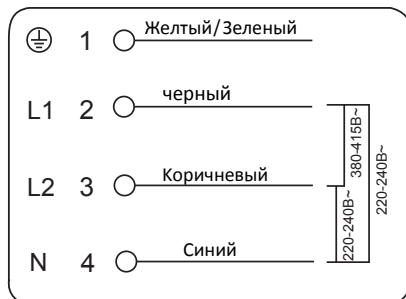 1 Желтый/Зеленый
L1 2 черный
L2 3 Коричневый
N 4 Синий
380-415В~
220-240В~
220-240В~